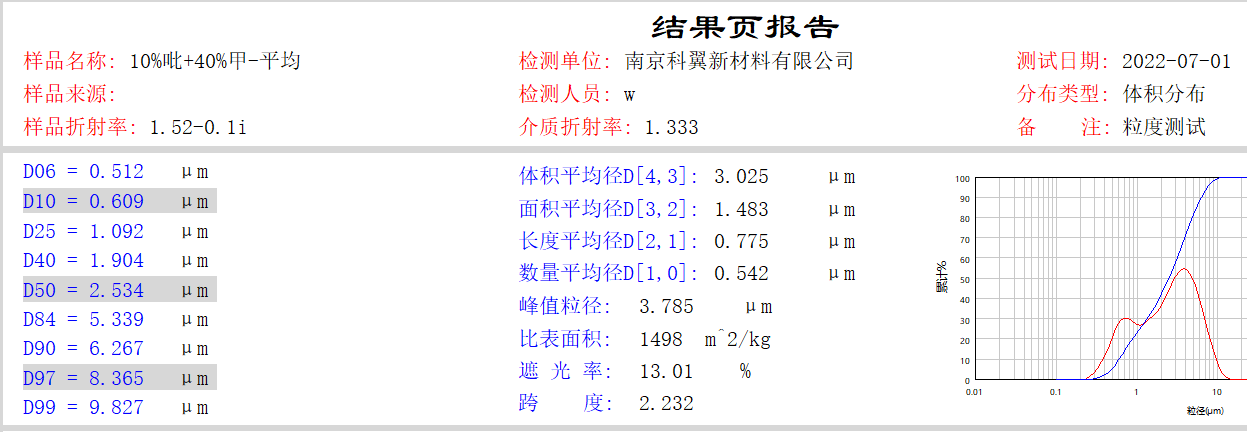 结果页报告
样品名称: 10%吡+40%甲-平均 检测单位: 南京科翼新材料有限公司 测试日期: 2022-07-01
样品来源: 检测人员: w 分布类型: 体积分布
样品折射率: 1.52-0.1i 介质折射率: 1.333 备 注: 粒度测试
D06 = 0.512 μm
D10 = 0.609 μm
D25 = 1.092 μm
D40 = 1.904 μm
D50 = 2.534 μm
D84 = 5.339 μm
D90 = 6.267 μm
D97 = 8.365 μm
D99 = 9.827 μm
体积平均径D[4,3]: 3.025 μm
面积平均径D[3,2]: 1.483 μm
长度平均径D[2,1]: 0.775 μm
数量平均径D[1,0]: 0.542 μm
峰值粒径: 3.785 μm
比表面积: 1498 m^2/kg
遮 光 率: 13.01 %
跨 度: 2.232
100
90
80
70
60
50
40
30
20
10
0
累计%
0.01 0.1 1 10
粒径(μm)